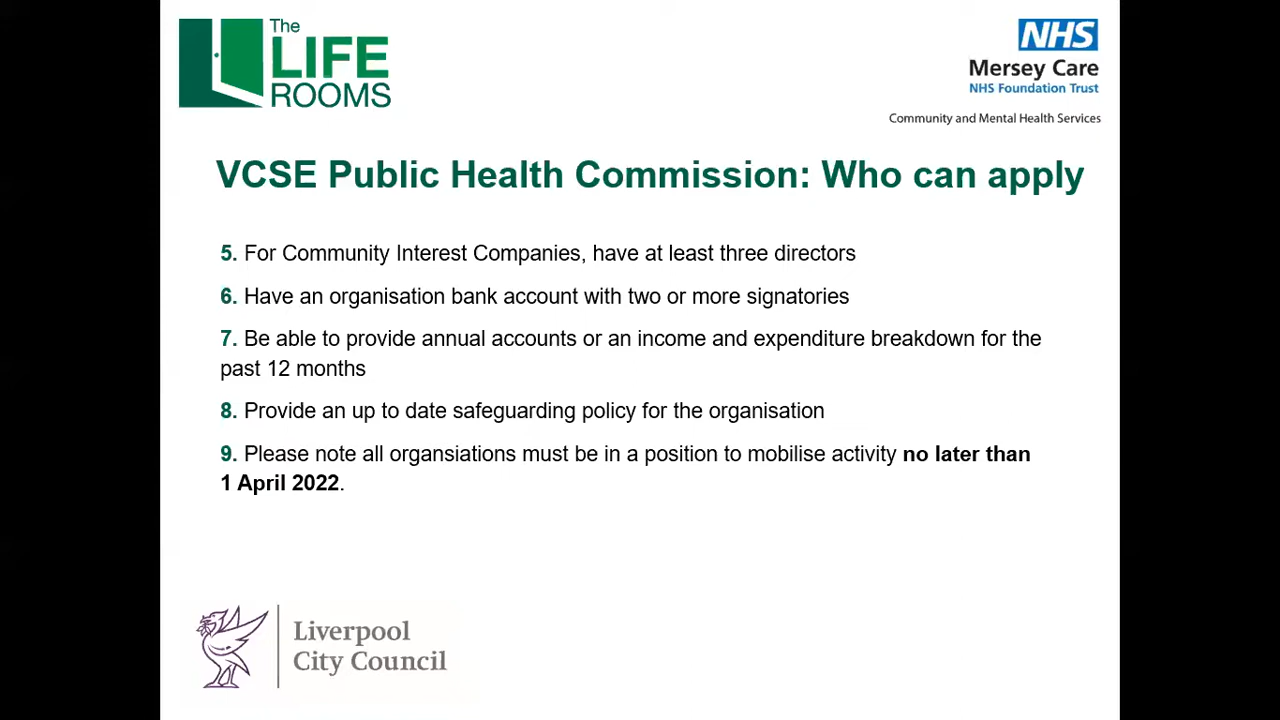 The
LIFE
ROOMS
NHS
Mersey Care
NHS Foundation Trust
Community and Mental Health Services
VCSE Public Health Commission: Who can apply
5. For Community Interest Companies, have at least three directors
6. Have an organisation bank account with two or more signatories
7. Be able to provide annual accounts or an income and expenditure breakdown for the
past 12 months
8. Provide an up to date safeguarding policy for the organisation
9. Please note all organsiations must be in a position to mobilise activity no later than
1 April 2022.
Liverpool
City Council